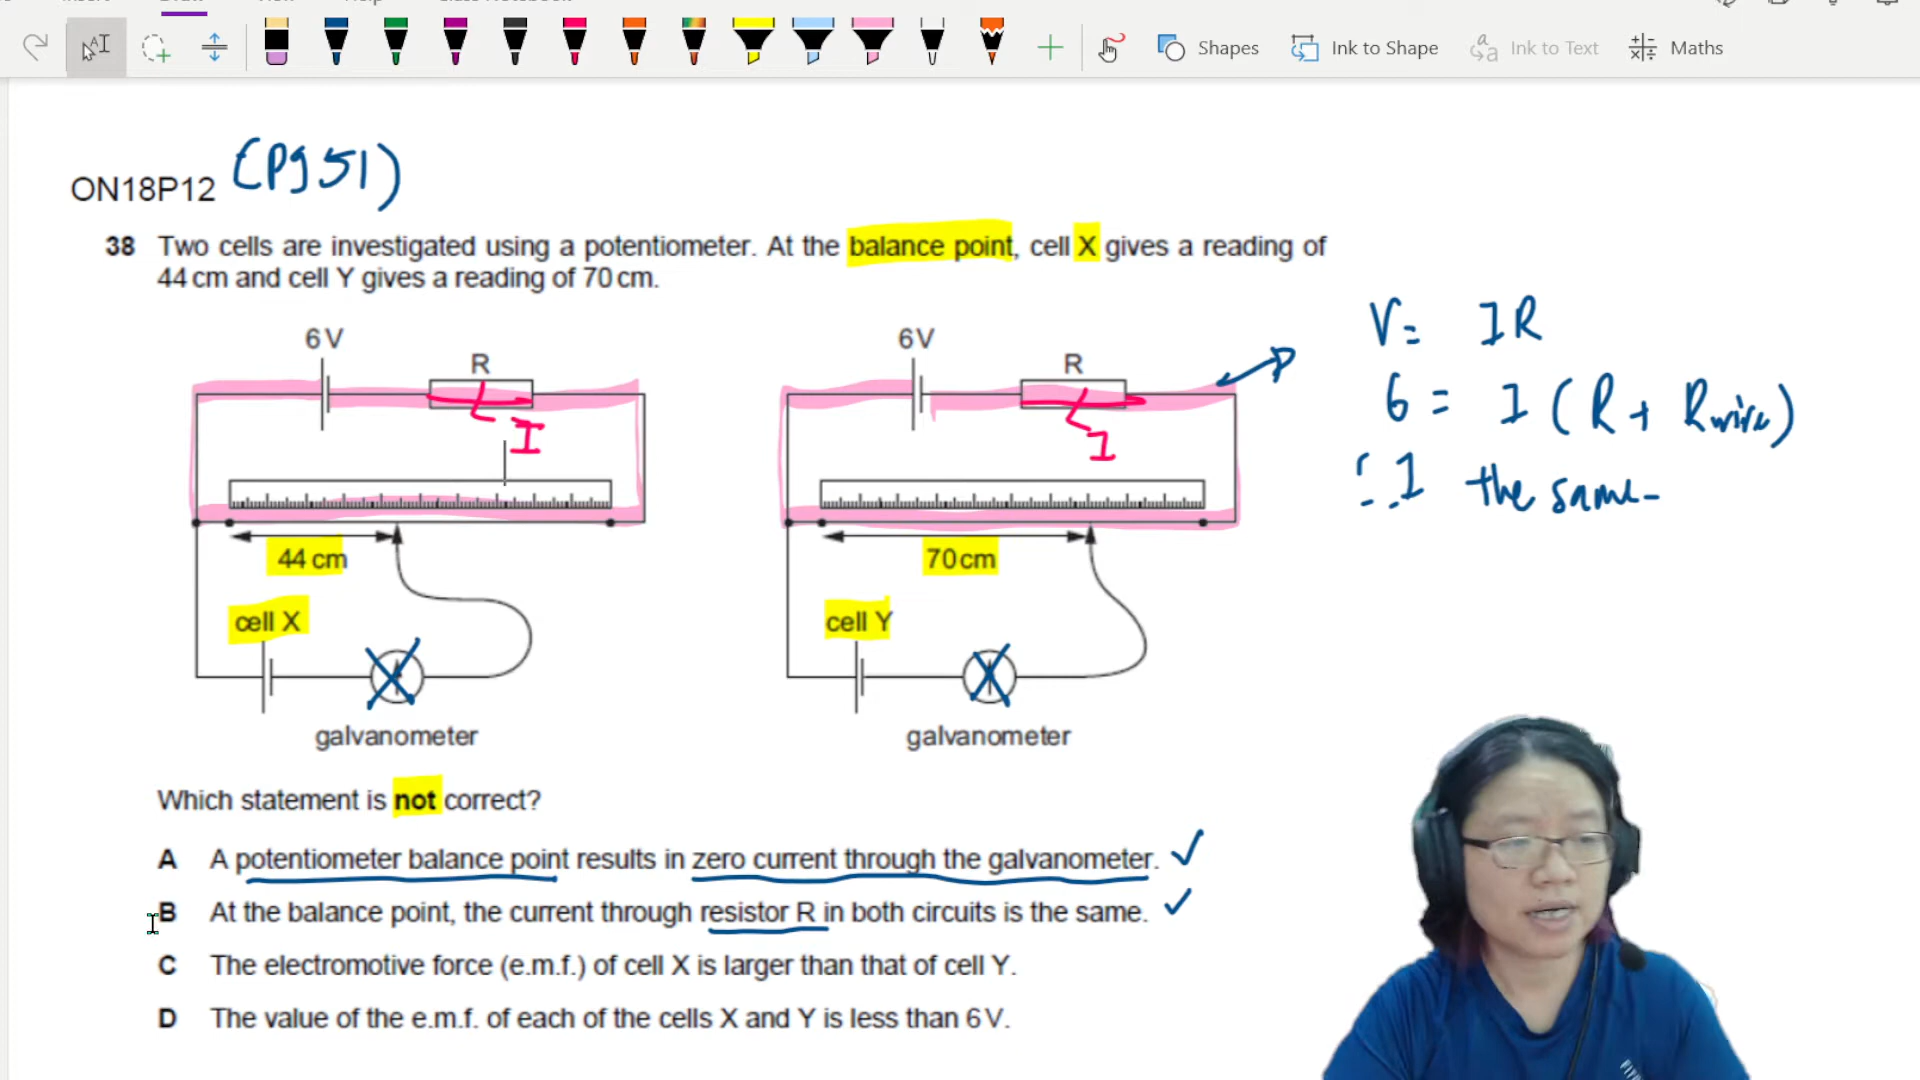 Shapes
Ink to Shape
Ink to Text
Maths
ON18P12 (Pg 51)
38 Two cells are investigated using a potentiometer. At the balance point, cell X gives a reading of
44 cm and cell Y gives a reading of 70 cm.
6 V
R
I
44 cm
cell X
galvanometer
6 V
R
I
70 cm
cell Y
galvanometer
V = IR
6 = I ( R + Rwire )
∴ I the same-
Which statement is not correct?
A A potentiometer balance point results in zero current through the galvanometer. ✓
B At the balance point, the current through resistor R in both circuits is the same. ✓
C The electromotive force (e.m.f.) of cell X is larger than that of cell Y.
D The value of the e.m.f. of each of the cells X and Y is less than 6 V.